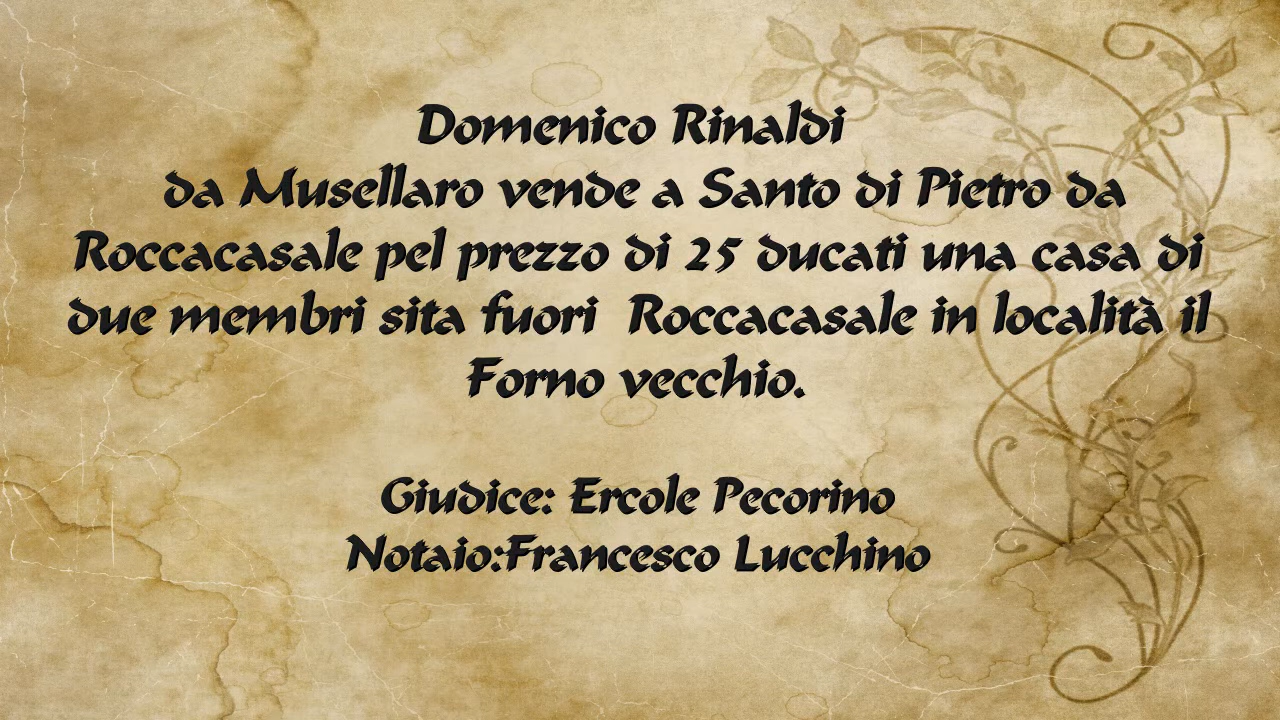 Domenico Rinaldi
da Musellaro vende a Santo di Pietro da
Roccacasale pel prezzo di 25 ducati una casa di
due membri sita fuori  Roccacasale in località il
Forno vecchio.
Giudice: Ercole Pecorino
Notaio:Francesco Lucchino